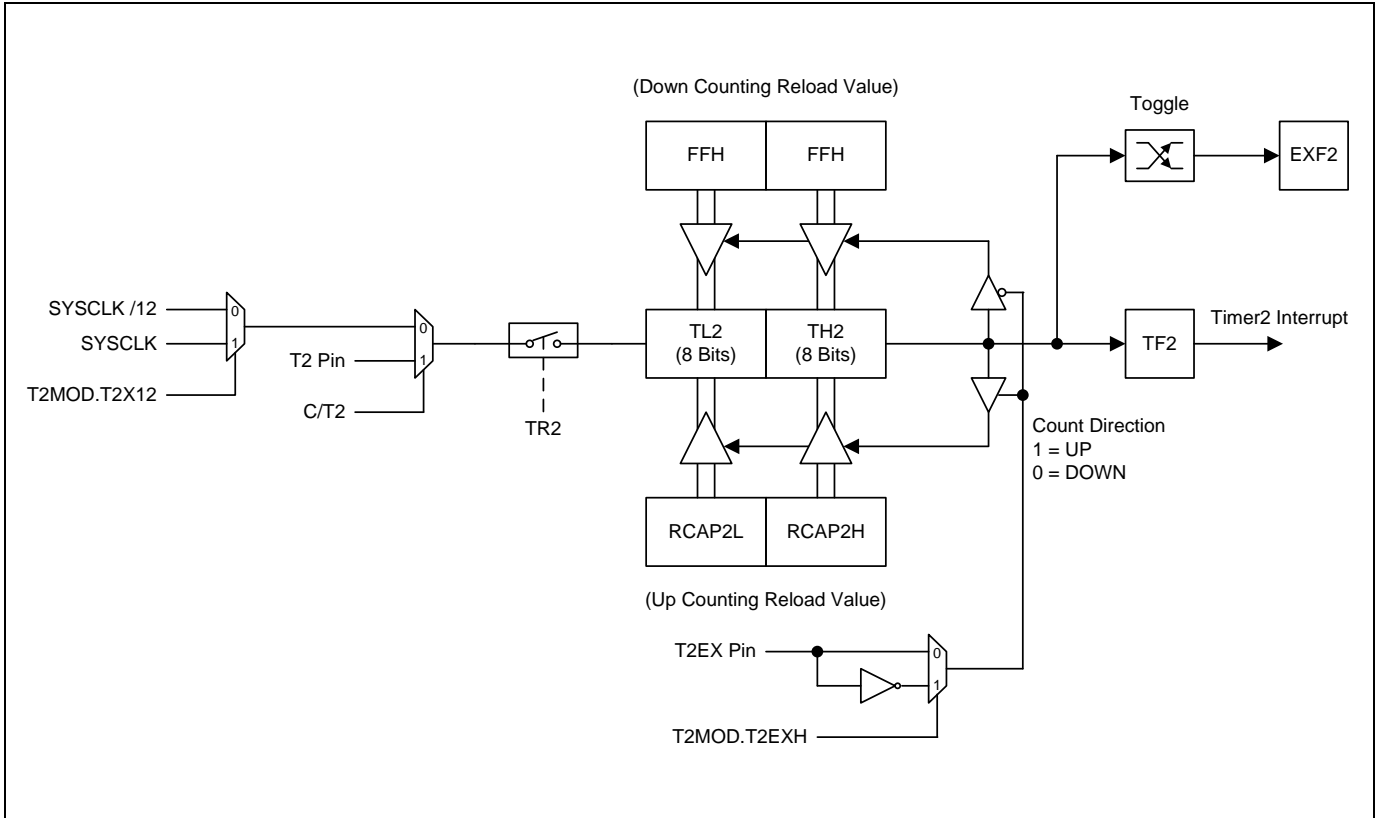 (Down Counting Reload Value)
Toggle
FFH
FFH
EXF2
SYSCLK /12
0
SYSCLK
1
T2MOD.T2X12
0
T2 Pin
1
C/T2
TR2
TL2
(8 Bits)
TH2
(8 Bits)
TF2
Timer2 Interrupt
Count Direction
1 = UP
0 = DOWN
RCAP2L
RCAP2H
(Up Counting Reload Value)
T2EX Pin
0
1
T2MOD.T2EXH